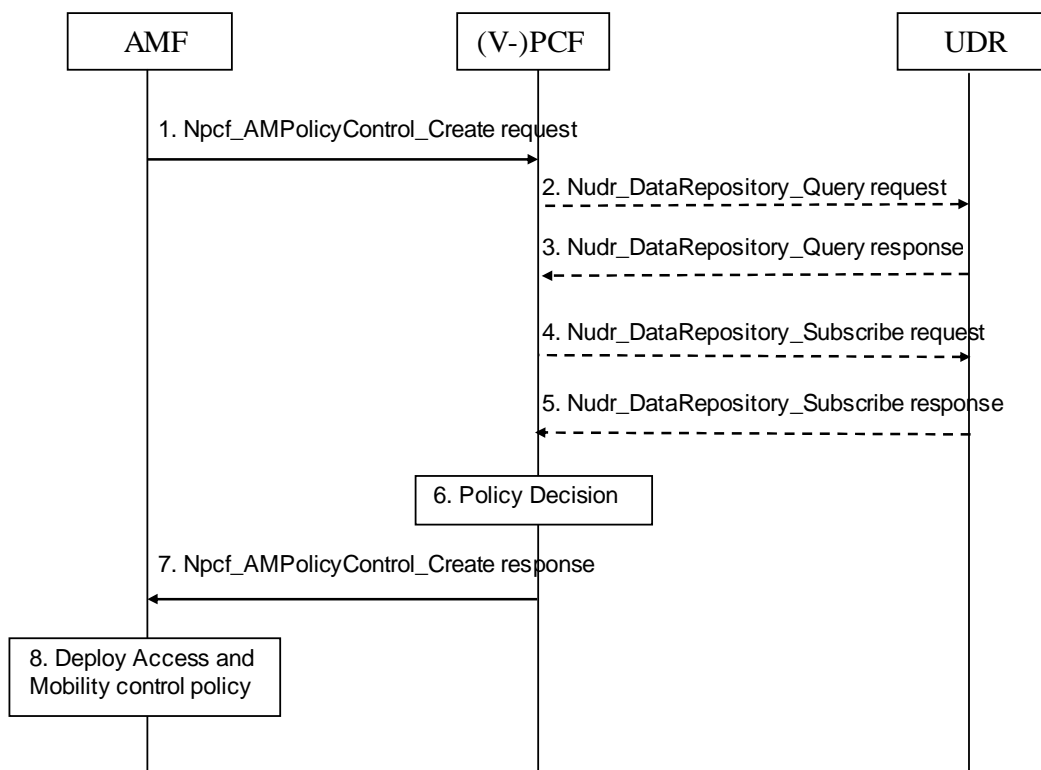 AMF
(V-)PCF
UDR
1. Npcf_AMPolicyControl_Create request
2. Nudr_DataRepository_Query request
3. Nudr_DataRepository_Query response
4. Nudr_DataRepository_Subscribe request
5. Nudr_DataRepository_Subscribe response
6. Policy Decision
7. Npcf_AMPolicyControl_Create response
8. Deploy Access and
Mobility control policy